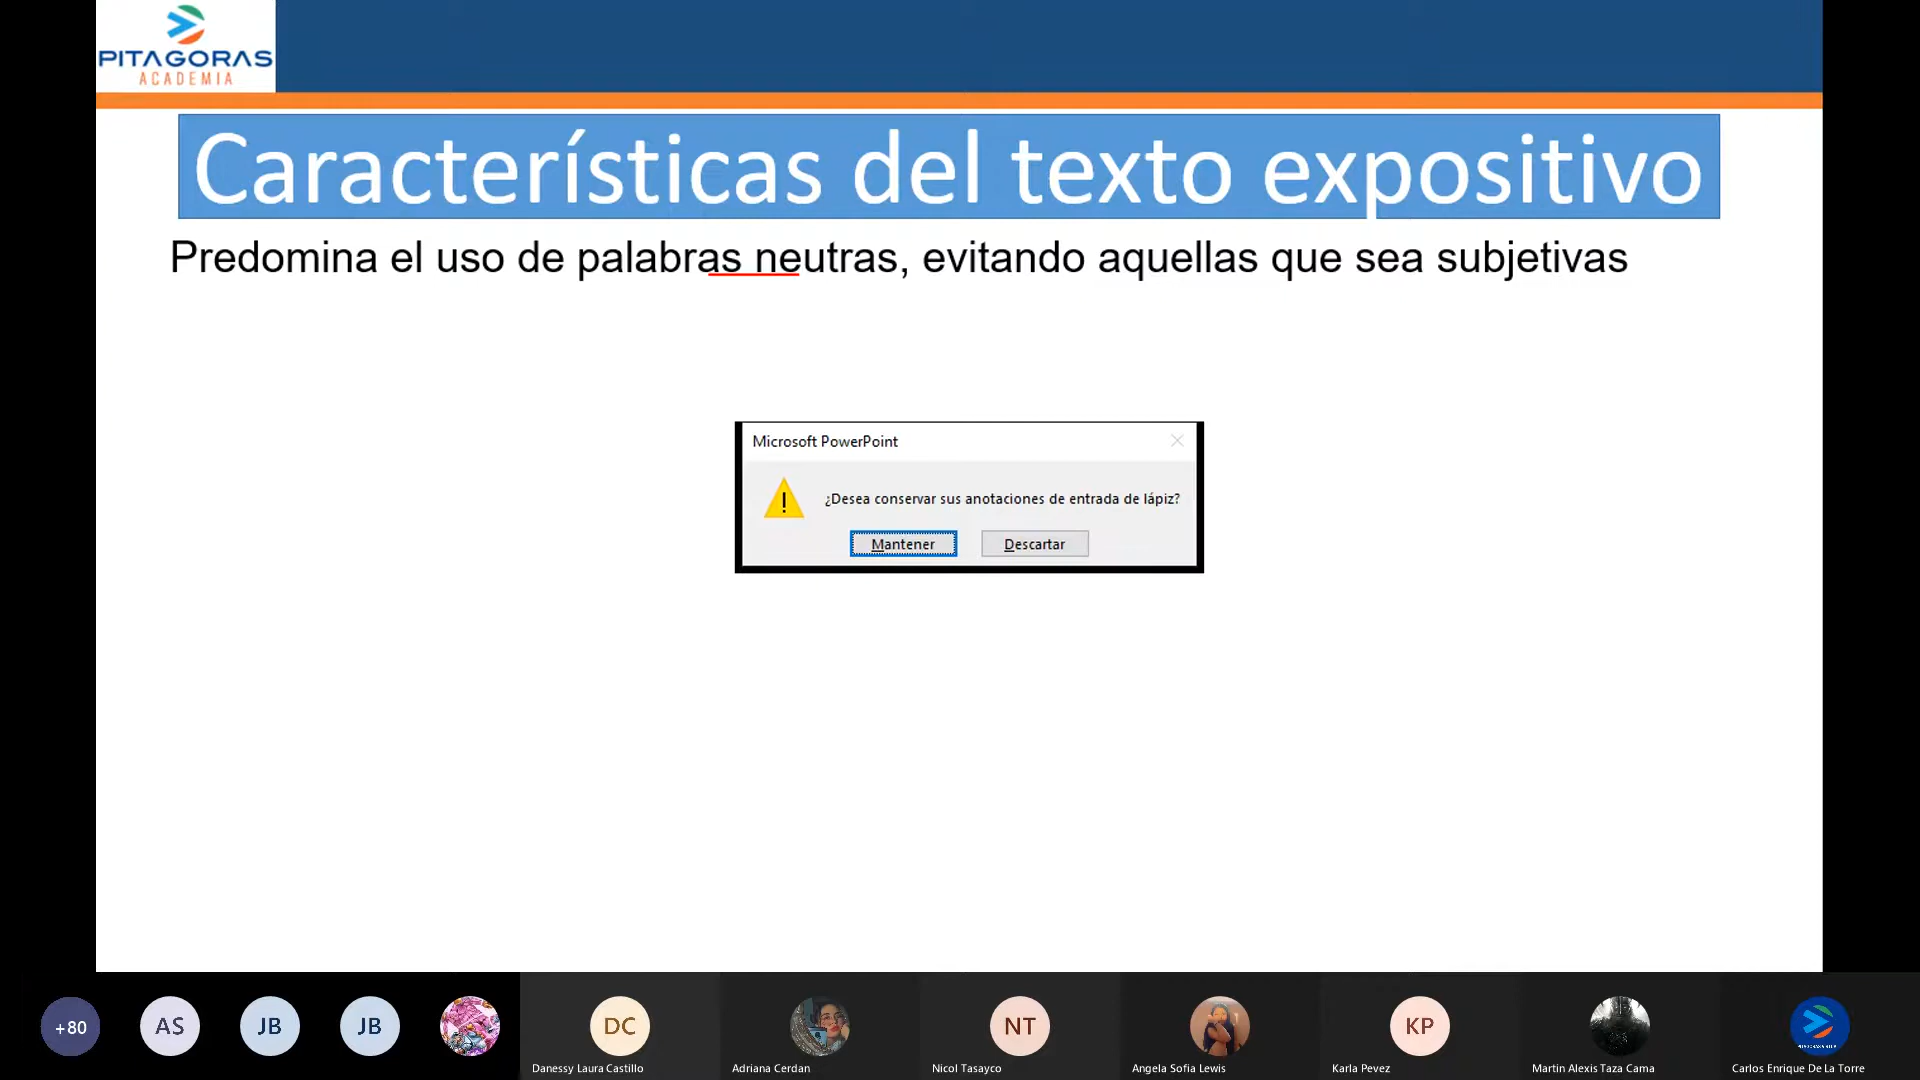 PITAGORAS
ACADEMIA
Características del texto expositivo
Predomina el uso de palabras neutras, evitando aquellas que sea subjetivas
Microsoft PowerPoint
¿Desea conservar sus anotaciones de entrada de lápiz?
Mantener Descartar
+80 AS JB JB DC NT KP
Danessy Laura Castillo Adriana Cerdan Nicol Tasayco Angela Sofia Lewis Karla Pevez Martin Alexis Taza Cama Carlos Enrique De La Torre